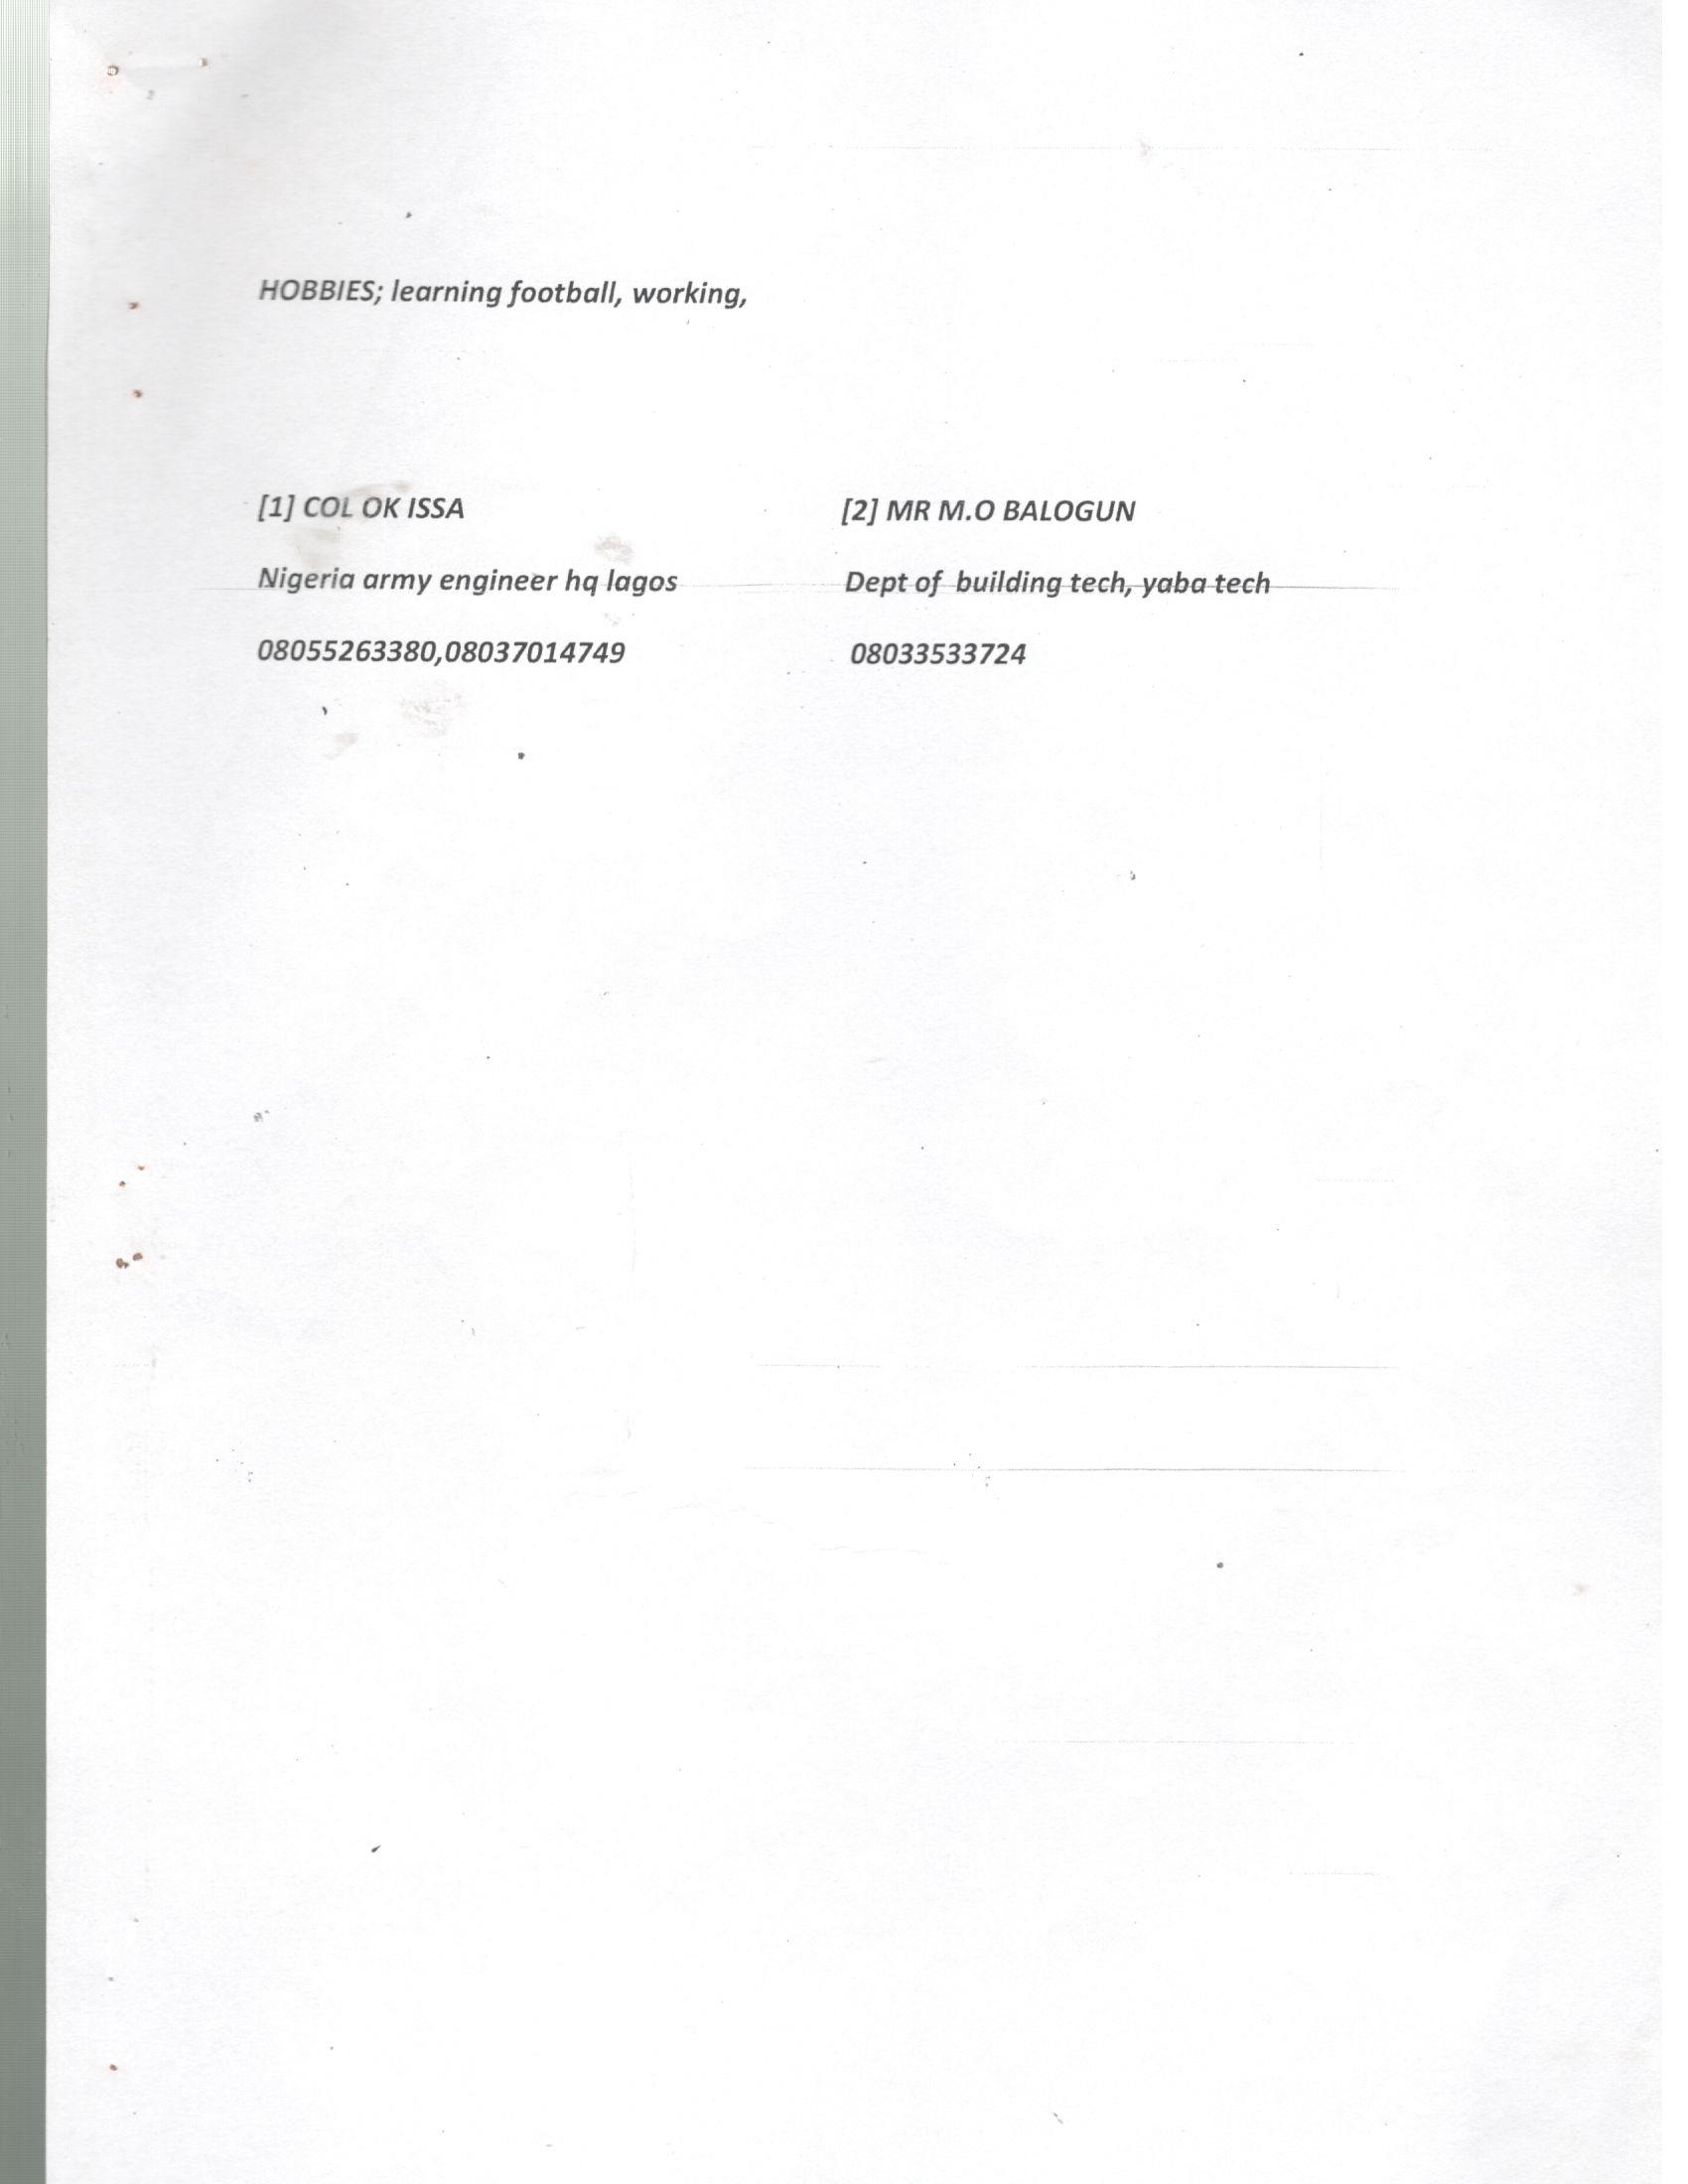 HOBBIES; learning football, working,
[1] COL OK ISSA
[2] MR M.O BALOGUN
Nigeria army engineer hq lagos
Dept of building tech, yaba tech
08055263380,08037014749
08033533724